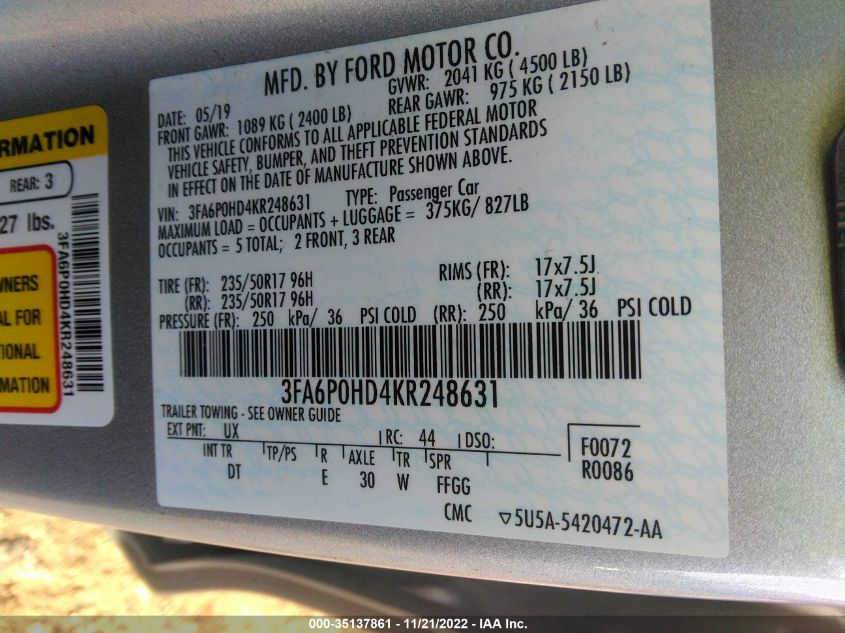 MFD. BY FORD MOTOR CO.
DATE: 05/19 GVWR: 2041 KG ( 4500 LB)
FRONT GAWR: 1089 KG ( 2400 LB) REAR GAWR: 975 KG ( 2150 LB)
THIS VEHICLE CONFORMS TO ALL APPLICABLE FEDERAL MOTOR
VEHICLE SAFETY, BUMPER, AND THEFT PREVENTION STANDARDS
IN EFFECT ON THE DATE OF MANUFACTURE SHOWN ABOVE.
VIN: 3FA6P0HD4KR248631 TYPE: Passenger Car
MAXIMUM LOAD = OCCUPANTS + LUGGAGE = 375KG/ 827LB
OCCUPANTS = 5 TOTAL; 2 FRONT, 3 REAR
TIRE (FR): 235/50R17 96H RIMS (FR): 17x7.5J
(RR): 235/50R17 96H (RR): 17x7.5J
PRESSURE (FR): 250 kPa/ 36 PSI COLD (RR): 250 kPa/ 36 PSI COLD
3FA6P0HD4KR248631
TRAILER TOWING - SEE OWNER GUIDE
EXT PNT: UX RC: 44 DSO:
F0072
R0086
INT TR TP/PS R AXLE TR SPR
DT E 30 W FFGG
CMC ▽5U5A-5420472-AA
RMATION
REAR: 3
27 lbs.
3FA6P0HD4KR248631
NERS
AL FOR
TIONAL
MATION
000-35137861 - 11/21/2022 - IAA Inc.